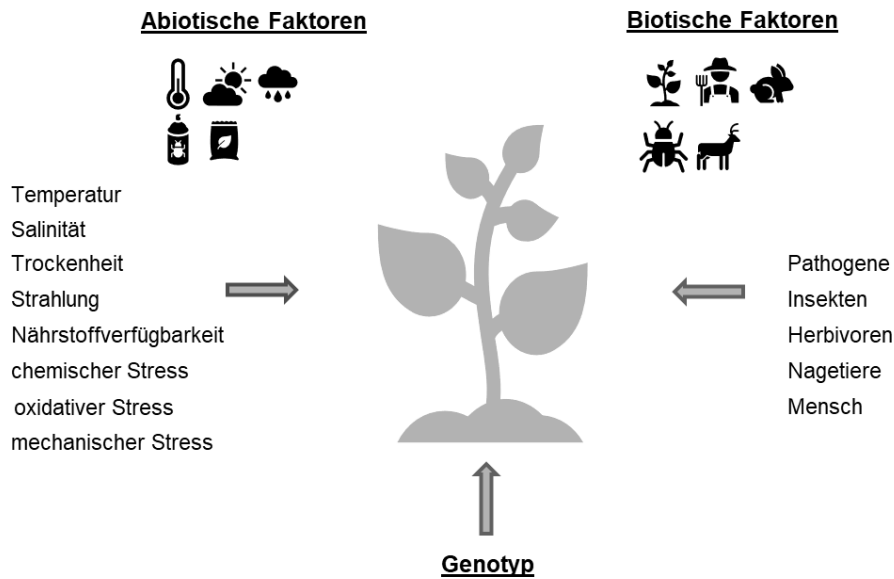 Abiotische Faktoren
Biotische Faktoren
Temperatur
Salinität
Trockenheit
Strahlung
Nährstoffverfügbarkeit
chemischer Stress
oxidativer Stress
mechanischer Stress
Pathogene
Insekten
Herbivoren
Nagetiere
Mensch
Genotyp